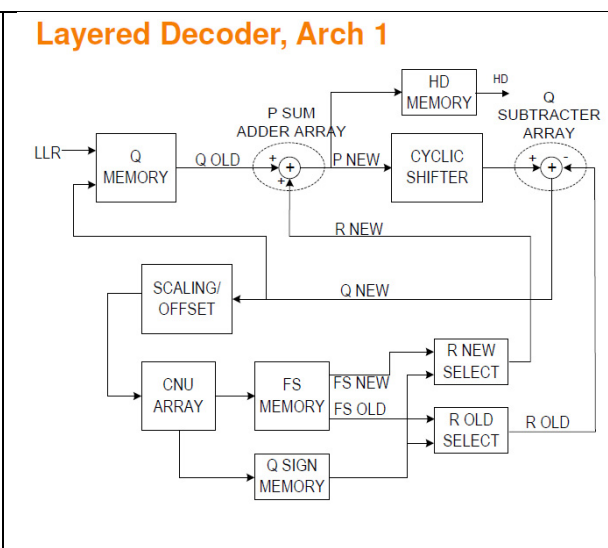 Layered Decoder, Arch 1
HD
MEMORY
HD
Q
SUBTRACTER
ARRAY
P SUM
ADDER ARRAY
LLR
Q
MEMORY
Q OLD
+
+
+
P NEW
CYCLIC
SHIFTER
+
-
+
R NEW
SCALING/
OFFSET
Q NEW
CNU
ARRAY
FS
MEMORY
FS NEW
FS OLD
R NEW
SELECT
R OLD
SELECT
R OLD
Q SIGN
MEMORY